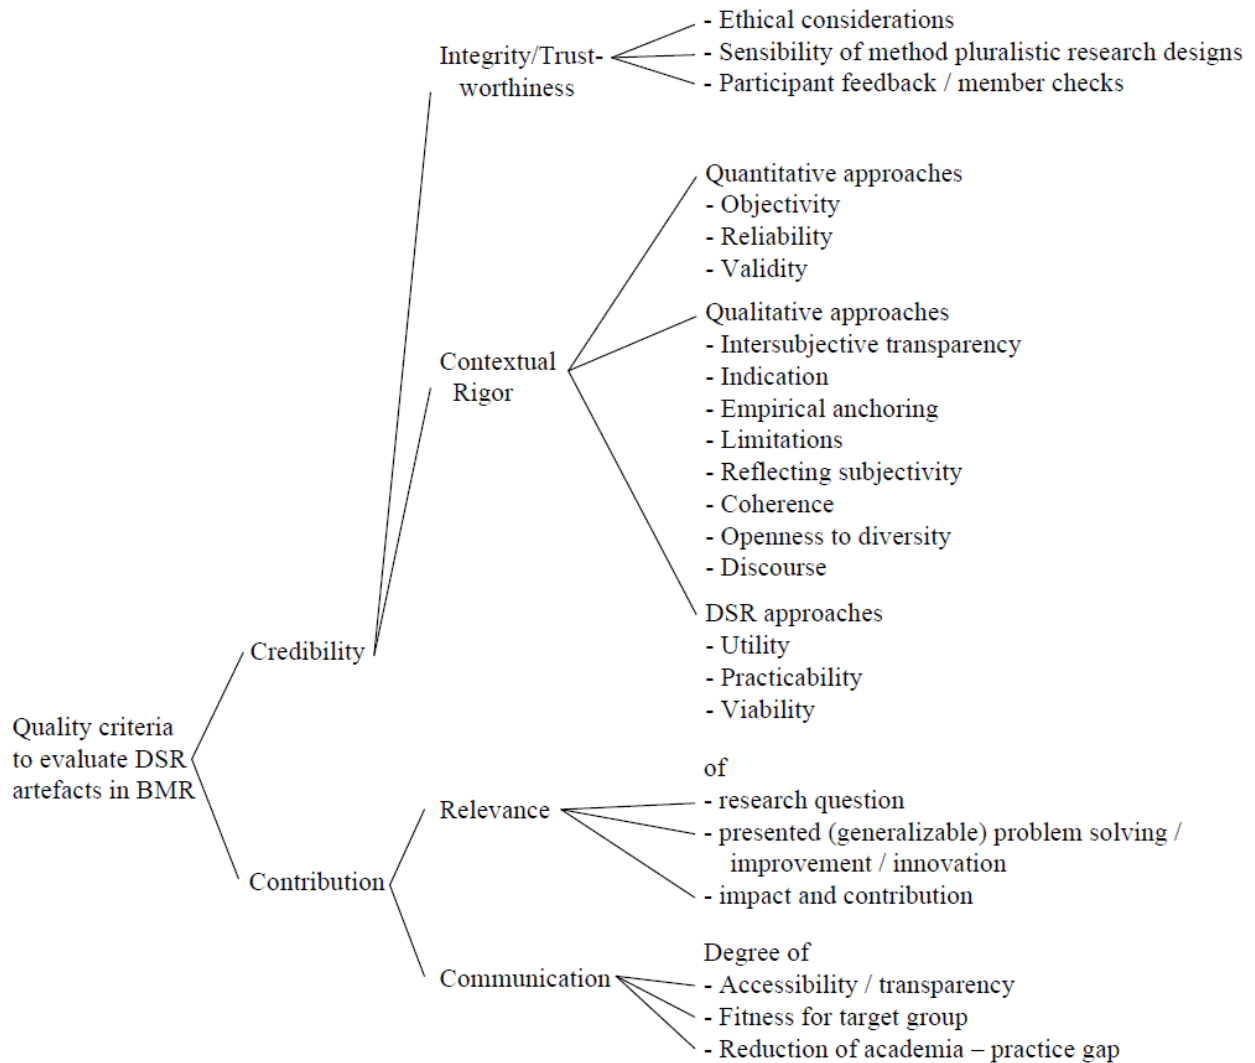 Quality criteria
to evaluate DSR
artefacts in BMR
Credibility
Contribution
Integrity/Trust-
worthiness
- Ethical considerations
- Sensibility of method pluralistic research designs
- Participant feedback / member checks
Contextual
Rigor
Quantitative approaches
- Objectivity
- Reliability
- Validity
Qualitative approaches
- Intersubjective transparency
- Indication
- Empirical anchoring
- Limitations
- Reflecting subjectivity
- Coherence
- Openness to diversity
- Discourse
DSR approaches
- Utility
- Practicability
- Viability
Relevance
of
- research question
- presented (generalizable) problem solving /
improvement / innovation
- impact and contribution
Communication
Degree of
- Accessibility / transparency
- Fitness for target group
- Reduction of academia – practice gap